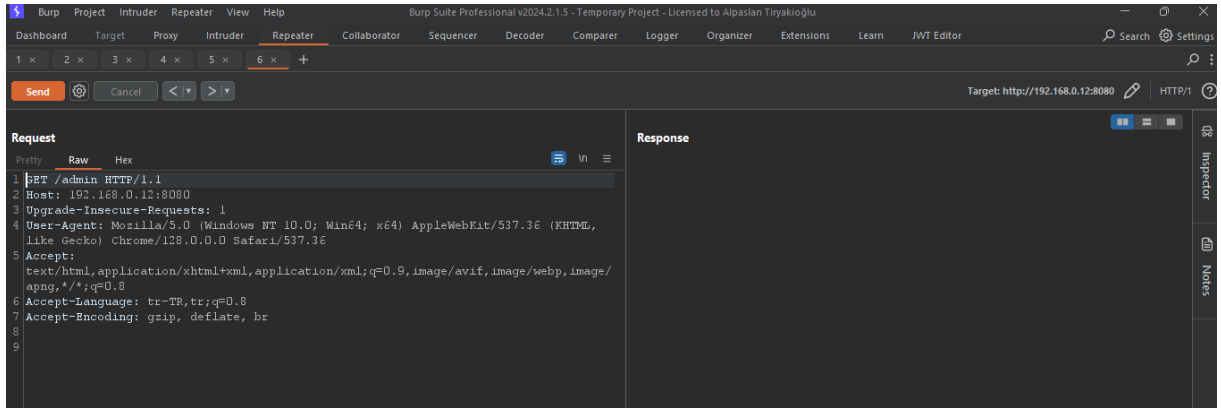 Burp Project Intruder Repeater View Help Burp Suite Professional v2024.2.1.5 - Temporary Project - Licensed to Alpaslan Tiryakioğlu
Dashboard Target Proxy Intruder Repeater Collaborator Sequencer Decoder Comparer Logger Organizer Extensions Learn JWT Editor Search Settings
1 × 2 × 3 × 4 × 5 × 6 × +
Send Cancel < > Target: http://192.168.0.12:8080 HTTP/1
Request Response
Pretty Raw Hex \n
1 GET /admin HTTP/1.1
2 Host: 192.168.0.12:8080
3 Upgrade-Insecure-Requests: 1
4 User-Agent: Mozilla/5.0 (Windows NT 10.0; Win64; x64) AppleWebKit/537.36 (KHTML,
like Gecko) Chrome/128.0.0.0 Safari/537.36
5 Accept:
text/html,application/xhtml+xml,application/xml;q=0.9,image/avif,image/webp,image/
apng,*/*;q=0.8
6 Accept-Language: tr-TR,tr;q=0.8
7 Accept-Encoding: gzip, deflate, br
8
9
Inspector
Notes